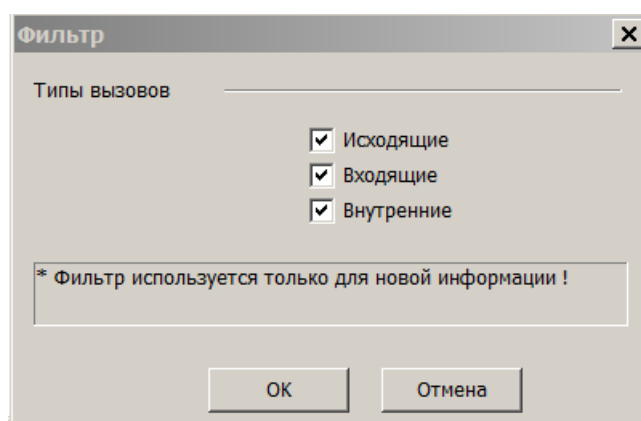 Фильтр
Типы вызовов
Исходящие
Входящие
Внутренние
* Фильтр используется только для новой информации !
OK
Отмена